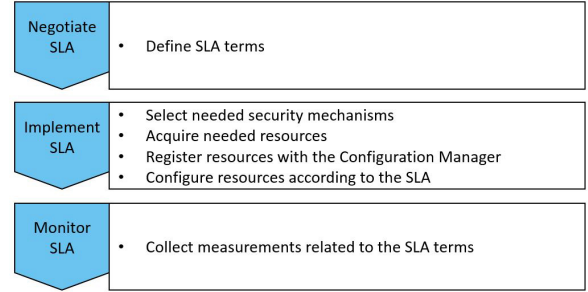 Negotiate
SLA
• Define SLA terms
Implement
SLA
• Select needed security mechanisms
• Acquire needed resources
• Register resources with the Configuration Manager
• Configure resources according to the SLA
Monitor
SLA
• Collect measurements related to the SLA terms